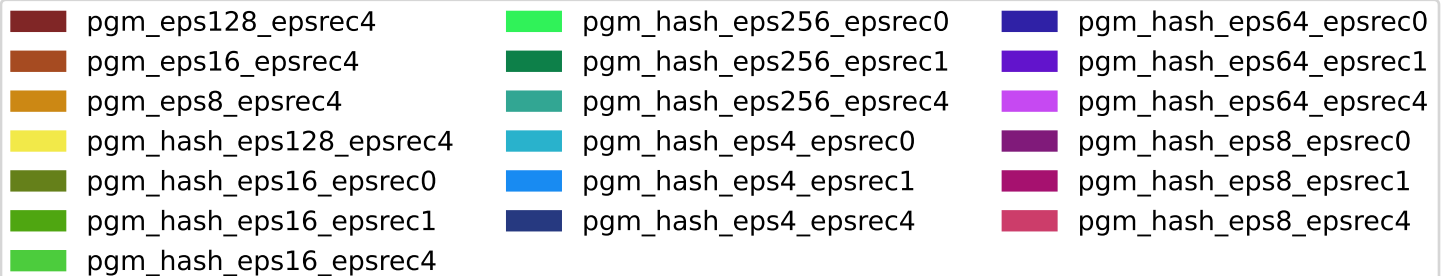 pgm_eps128_epsrec4
pgm_eps16_epsrec4
pgm_eps8_epsrec4
pgm_hash_eps128_epsrec4
pgm_hash_eps16_epsrec0
pgm_hash_eps16_epsrec1
pgm_hash_eps16_epsrec4
pgm_hash_eps256_epsrec0
pgm_hash_eps256_epsrec1
pgm_hash_eps256_epsrec4
pgm_hash_eps4_epsrec0
pgm_hash_eps4_epsrec1
pgm_hash_eps4_epsrec4
pgm_hash_eps64_epsrec0
pgm_hash_eps64_epsrec1
pgm_hash_eps64_epsrec4
pgm_hash_eps8_epsrec0
pgm_hash_eps8_epsrec1
pgm_hash_eps8_epsrec4